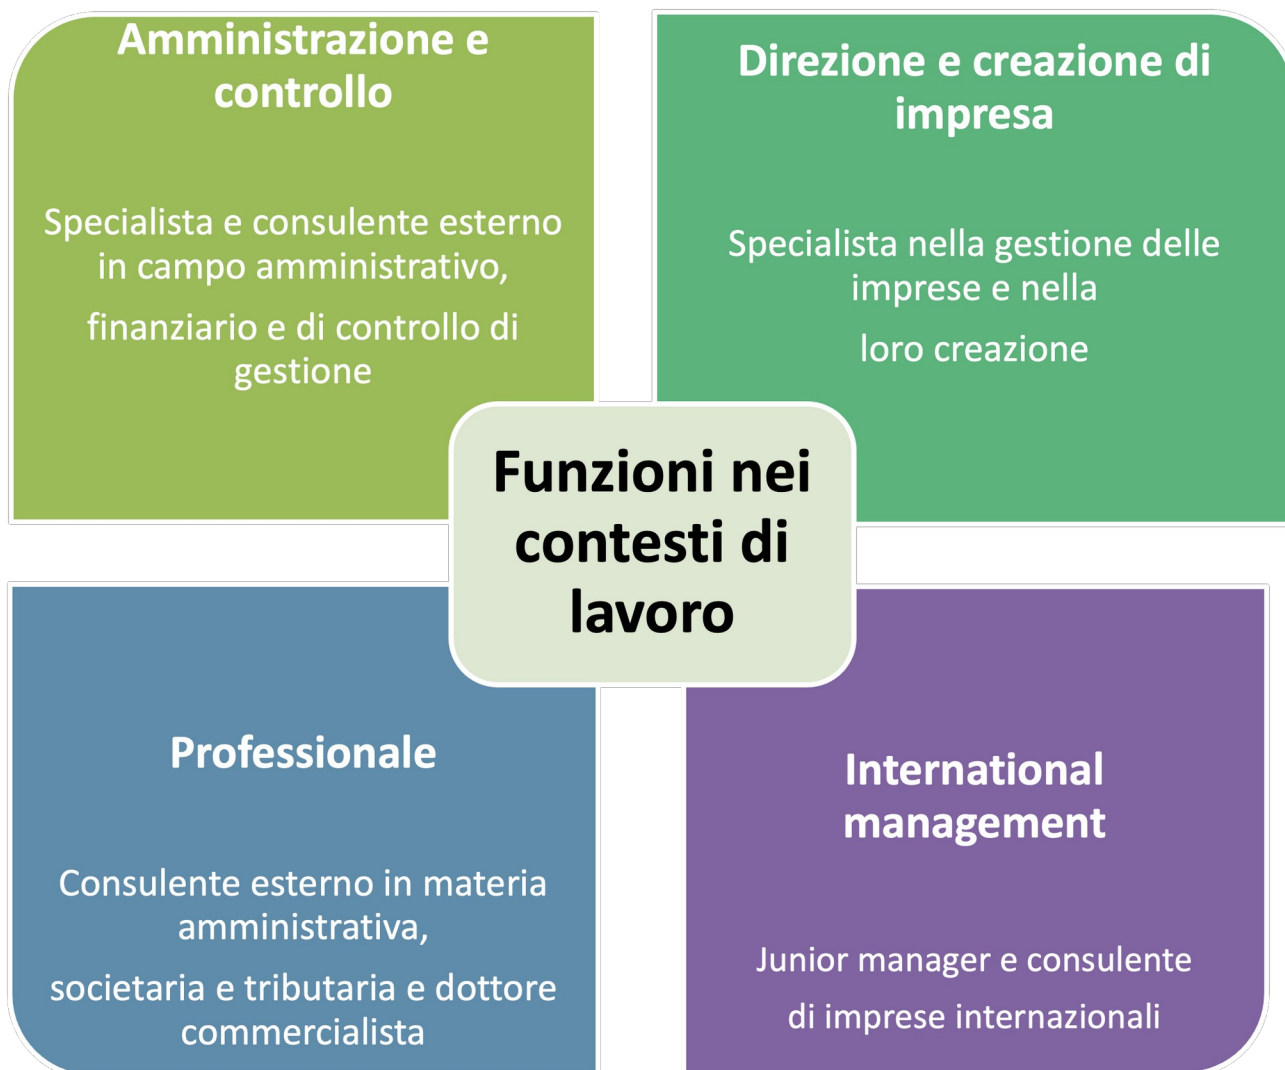 Amministrazione e
controllo
Specialista e consulente esterno
in campo amministrativo,
finanziario e di controllo di
gestione
Direzione e creazione di
impresa
Specialista nella gestione delle
imprese e nella
loro creazione
Funzioni nei
contesti di
lavoro
Professionale
Consulente esterno in materia
amministrativa,
societaria e tributaria e dottore
commercialista
International
management
Junior manager e consulente
di imprese internazionali